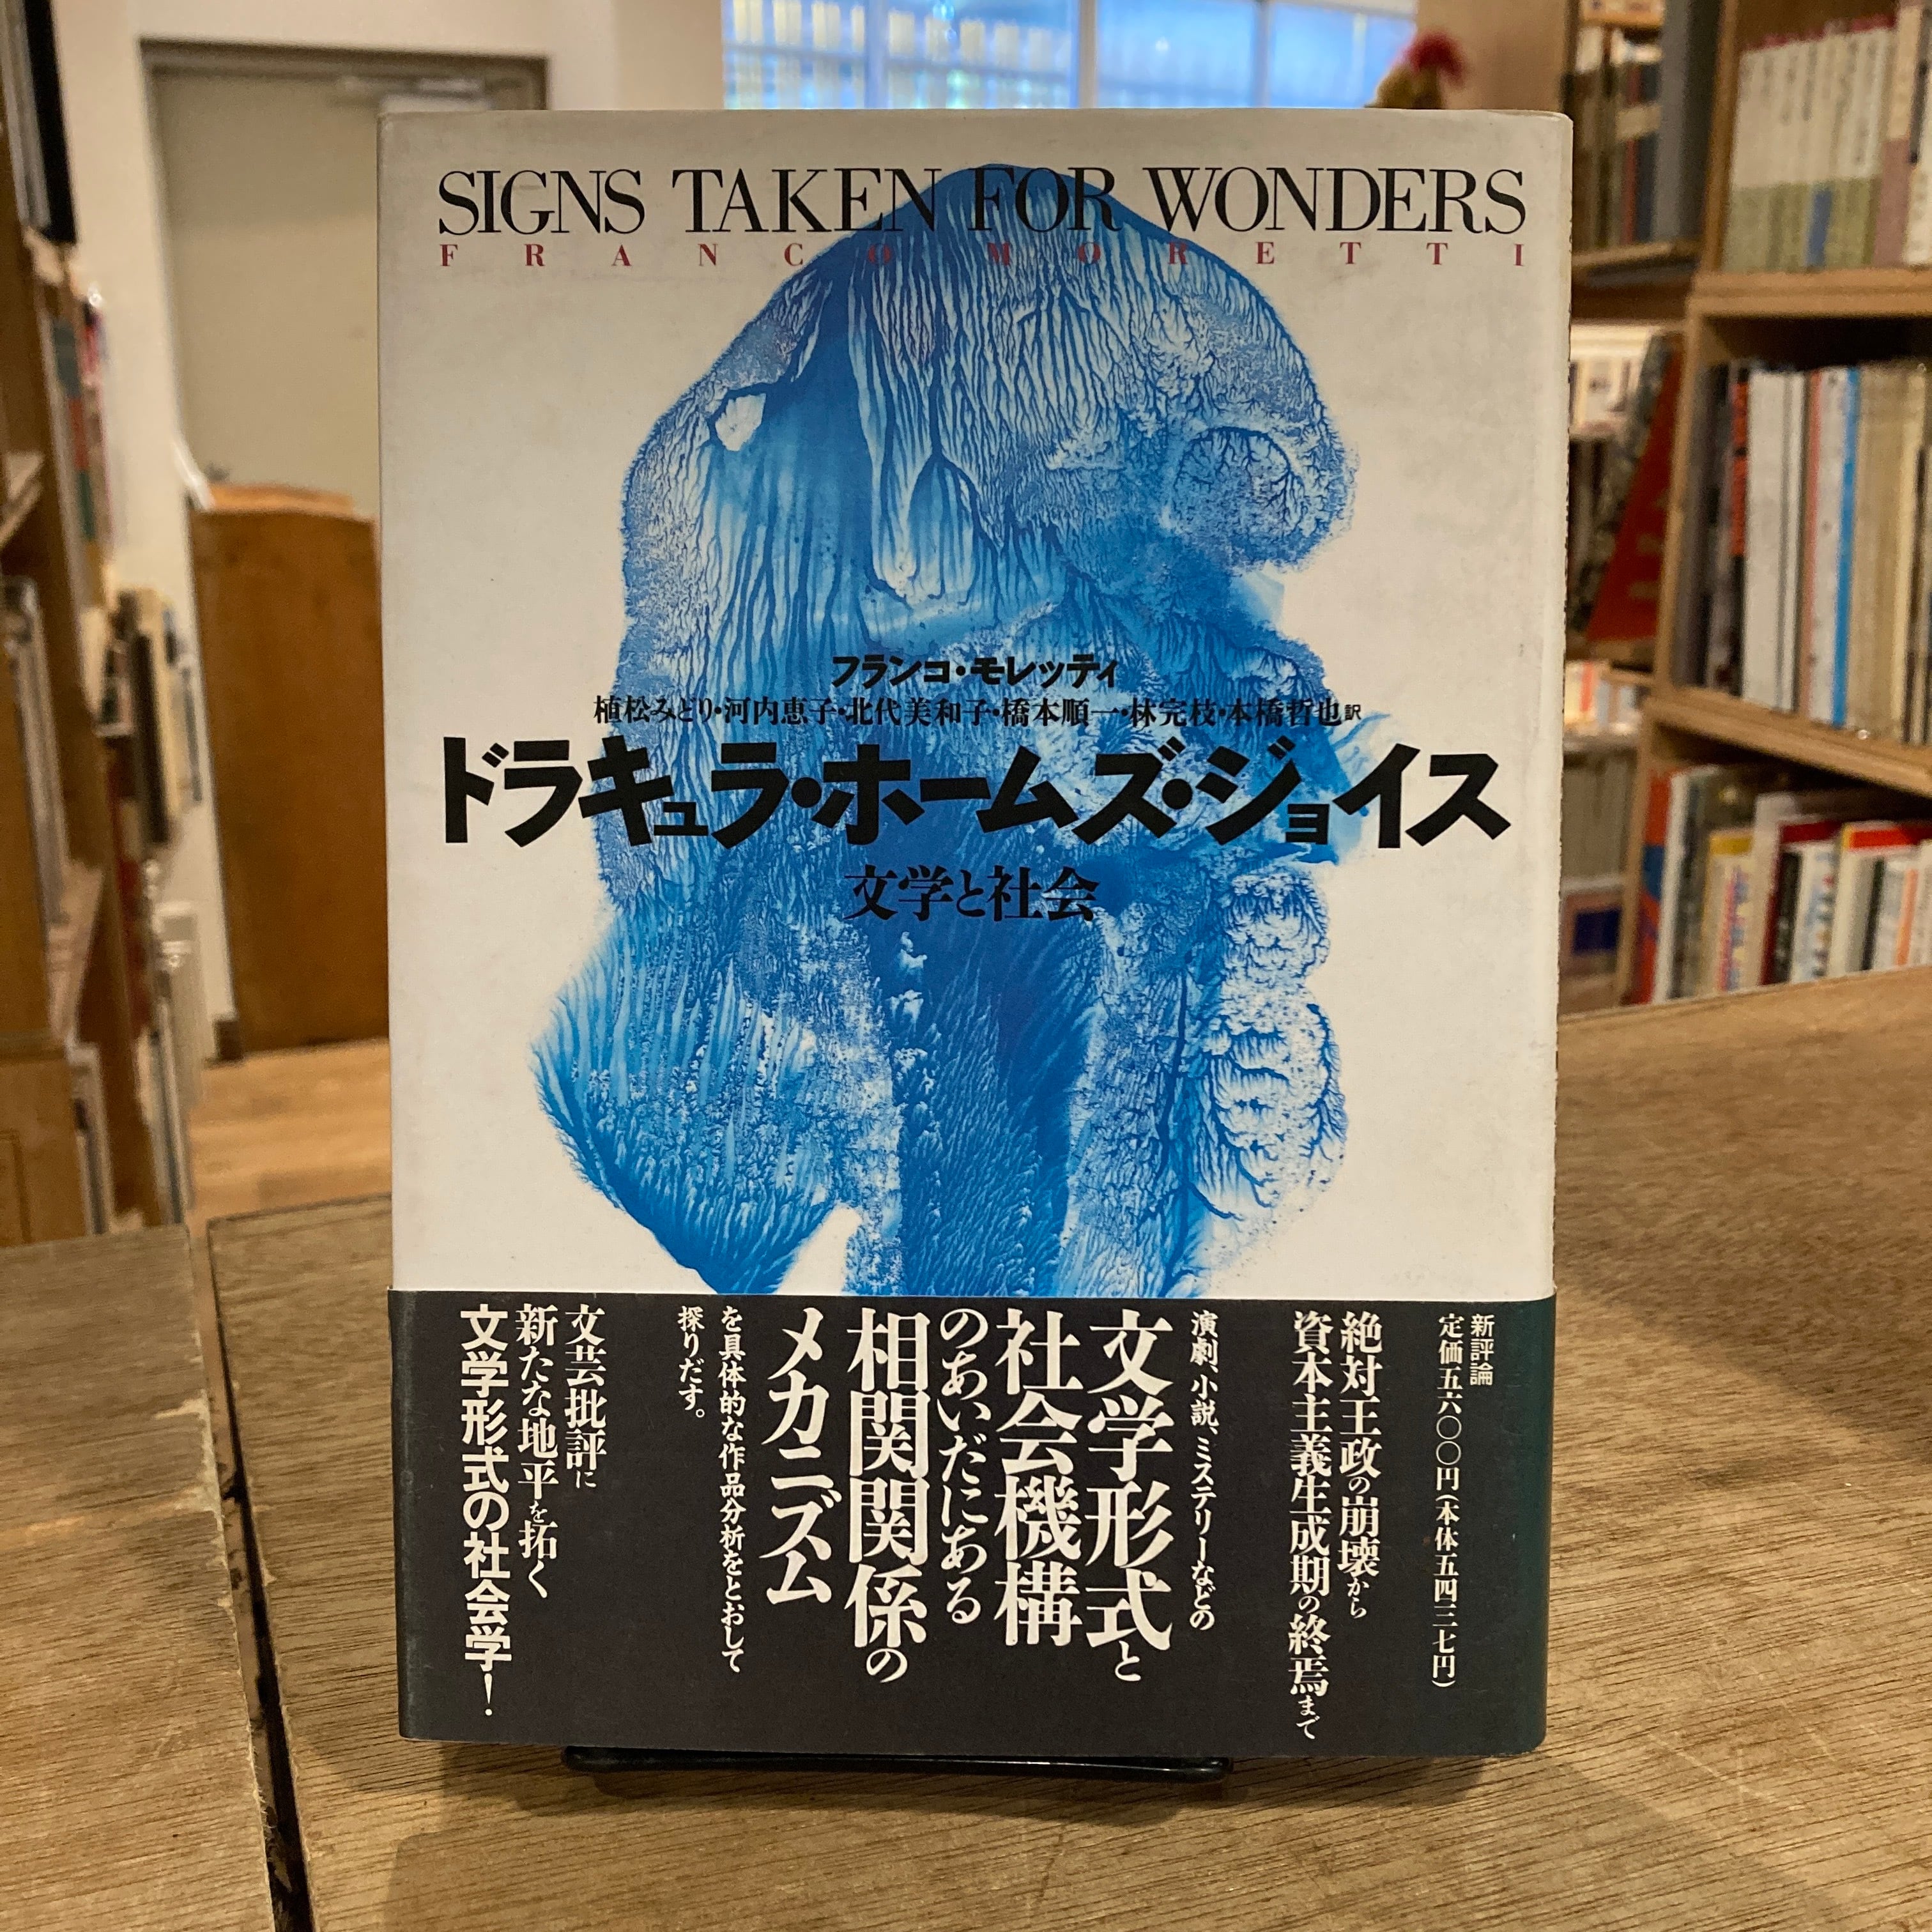 SIGNS TAKEN FOR WONDERS
FRANCO MORETTI
フランコ・モレッティ
植松みどり・河内恵子・北代美和子・橋本順一・林完枝・本橋哲也訳
ドラキュラ・ホームズ・ジョイス
文学と社会
新評論
定価五六〇〇円(本体五四三七円)
絶対王政の崩壊から
資本主義生成期の終焉まで
演劇、小説、ミステリーなどの
文学形式と
社会機構
のあいだにある
相関関係の
メカニズム
を具体的な作品分析をとおして
探りだす。
文芸批評に
新たな地平を拓く
文学形式の社会学!